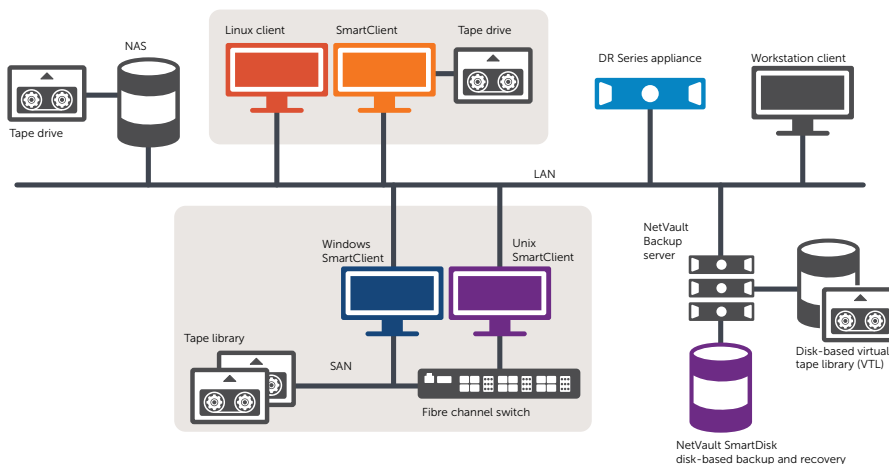 Linux client
SmartClient
Tape drive
NAS
DR Series appliance
Workstation client
Tape drive
LAN
NetVault
Backup
server
Windows
SmartClient
Unix
SmartClient
Tape library
SAN
Disk-based virtual
tape library (VTL)
Fibre channel switch
NetVault SmartDisk
disk-based backup and recovery